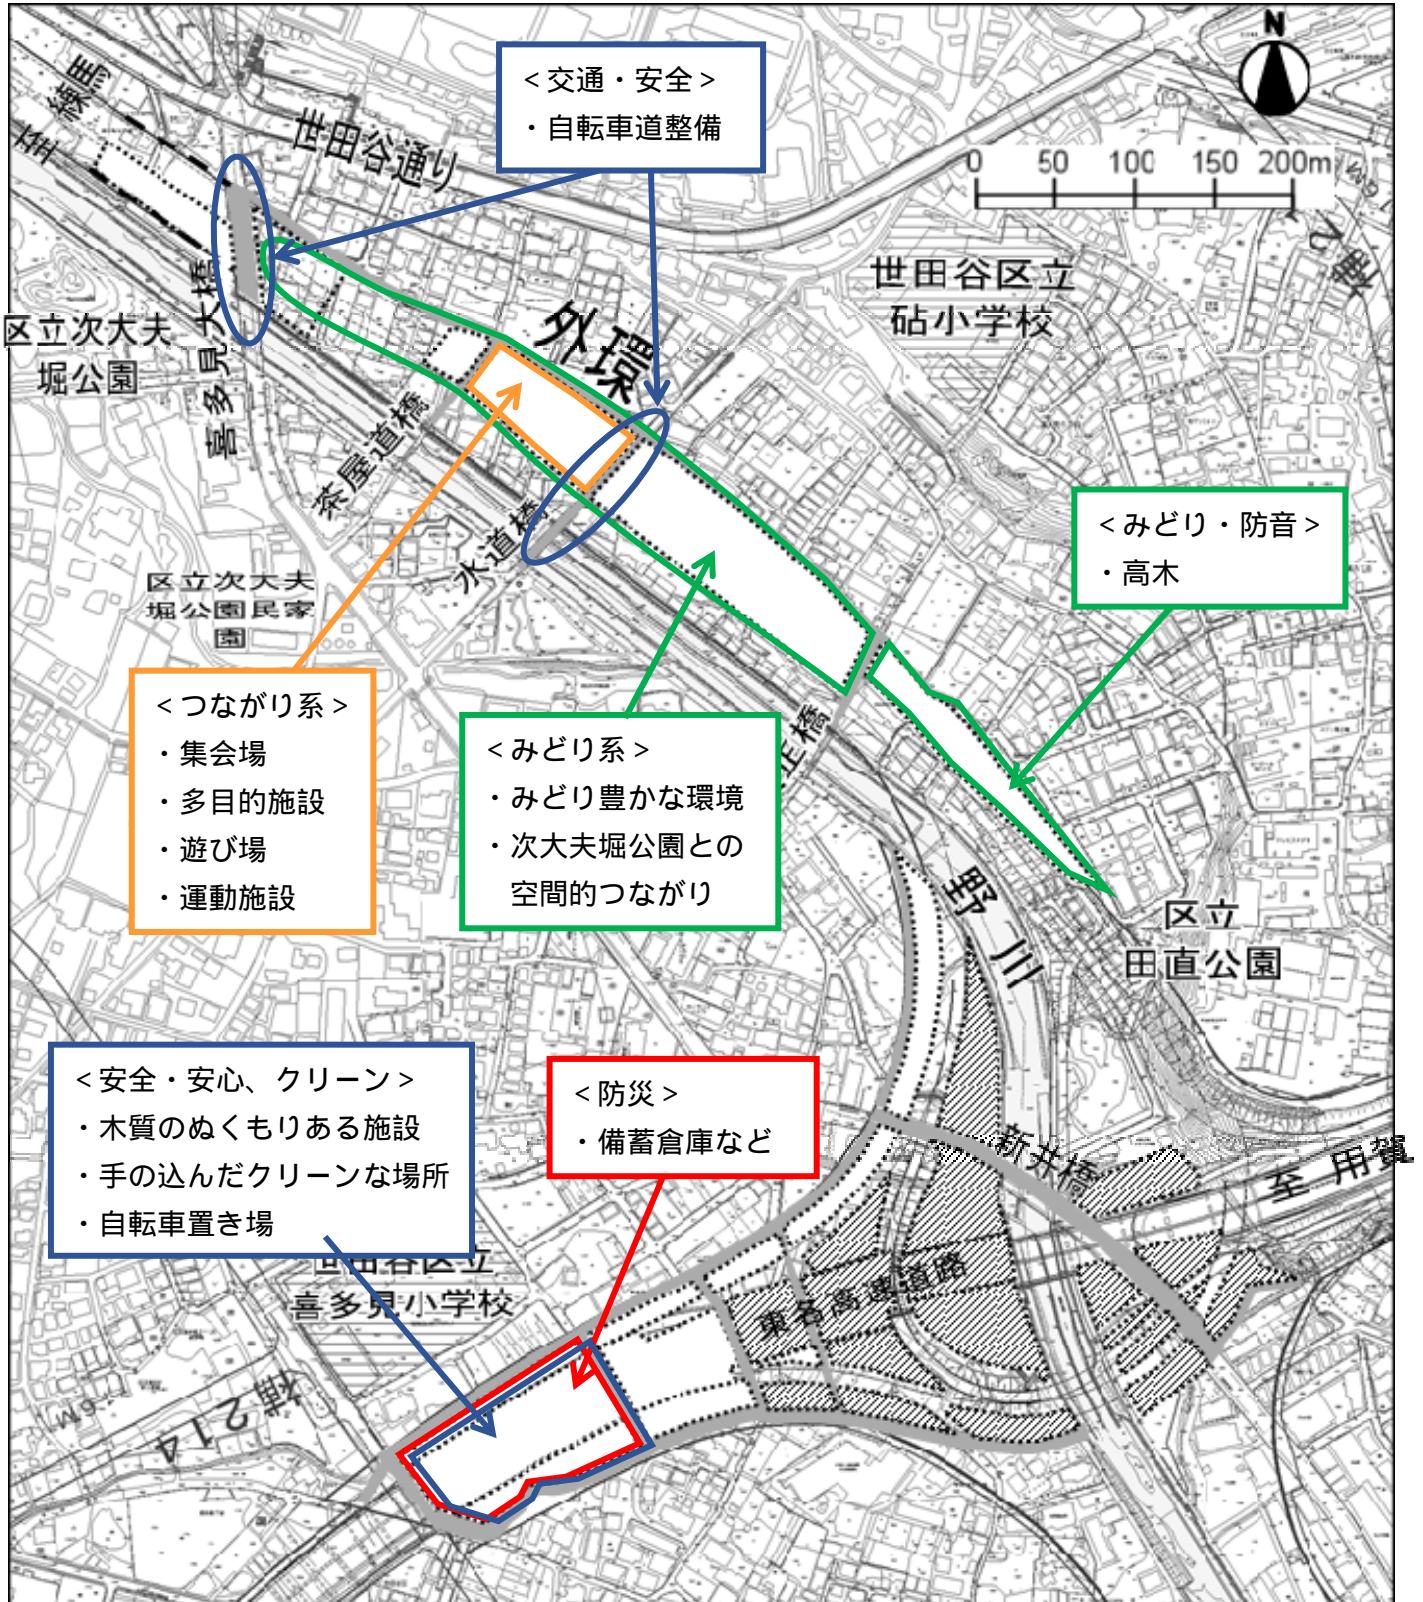 N
0 50 100 150 200m
＜交通・安全＞
・自転車道整備
至 練馬
世田谷通り
世田谷区立
砧小学校
外環
喜多見大橋
区立次大夫
堀公園
茶屋道橋
水道橋
区立次大夫
堀公園民家
園
＜みどり・防音＞
・高木
＜つながり系＞
・集会場
・多目的施設
・遊び場
・運動施設
＜みどり系＞
・みどり豊かな環境
・次大夫堀公園との
空間的つながり
正橋
野川
区立
田直公園
＜安全・安心、クリーン＞
・木質のぬくもりある施設
・手の込んだクリーンな場所
・自転車置き場
＜防災＞
・備蓄倉庫など
新井橋
至 用賀
東名高速道路
世田谷区立
喜多見小学校
補214